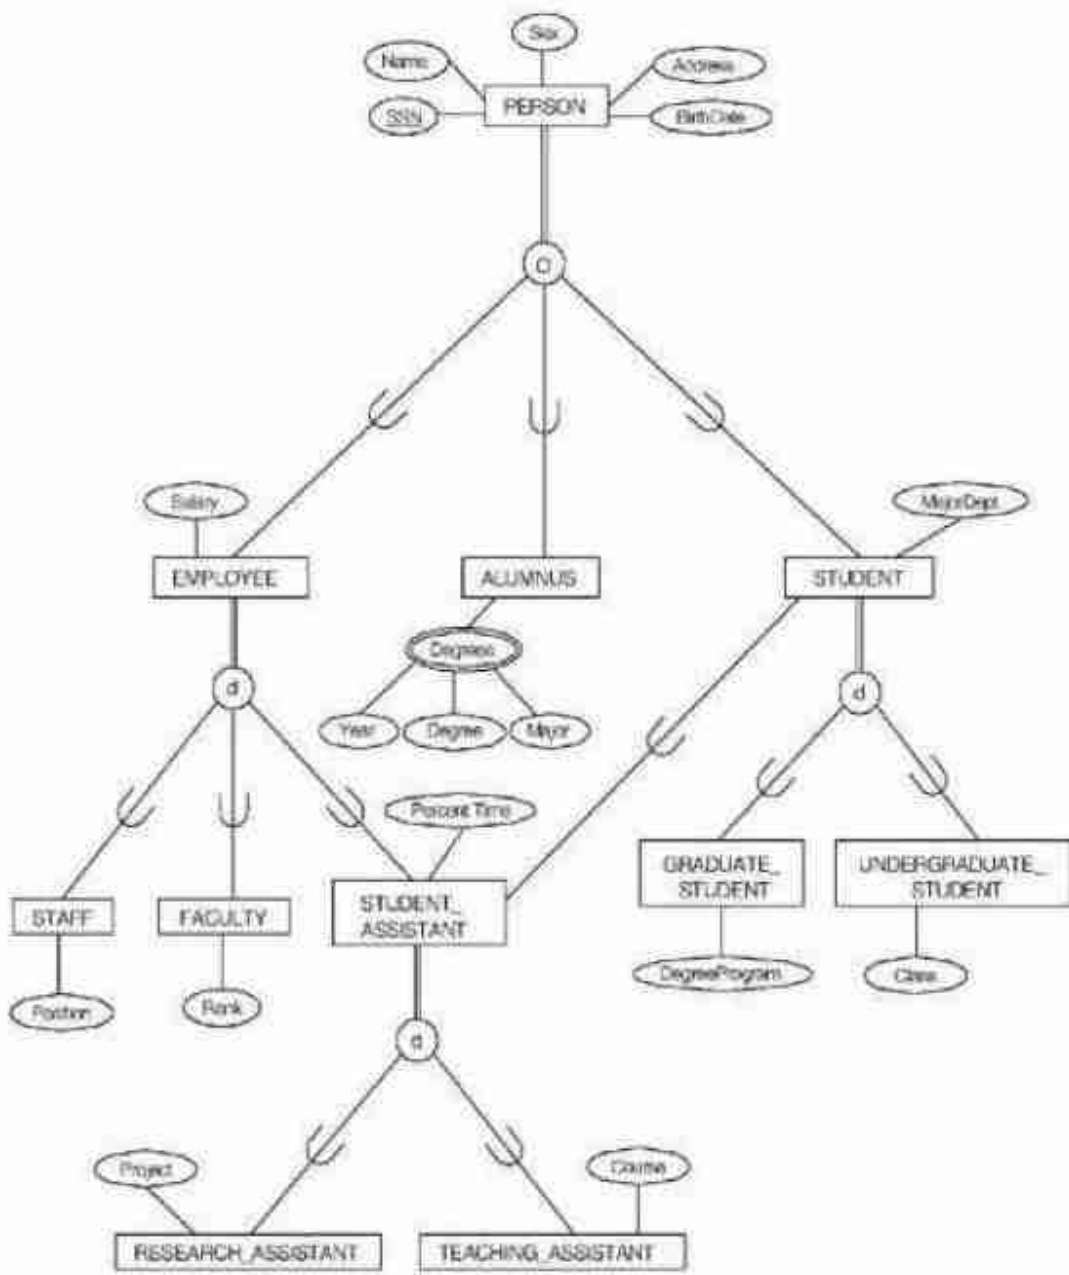 Sex
Name
Address
PERSON
SSN
BirthDate
O
Salary
MajorDept
EMPLOYEE
ALUMNUS
STUDENT
Degrees
d
d
Year
Degree
Major
Percent Time
GRADUATE_
STUDENT
UNDERGRADUATE_
STUDENT
STAFF
FACULTY
STUDENT_
ASSISTANT
DegreeProgram
Class
Position
Rank
d
Project
Course
RESEARCH_ASSISTANT
TEACHING_ASSISTANT